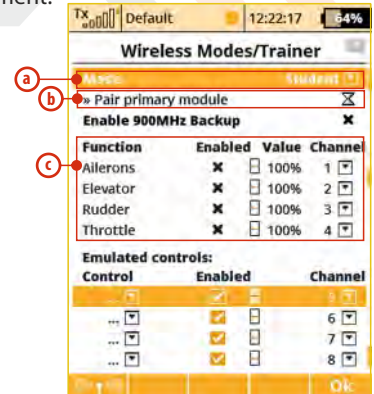 ment.
Tx Default 12:22:17 64%
Wireless Modes/Trainer
a
Mode Student
b
» Pair primary module
Enable 900MHz Backup
Function Enabled Value Channel
c
Ailerons 100% 1
Elevator 100% 2
Rudder 100% 3
Throttle 100% 4
Emulated controls:
Control Enabled Channel
... 5
... 6
... 7
... 8
Ok